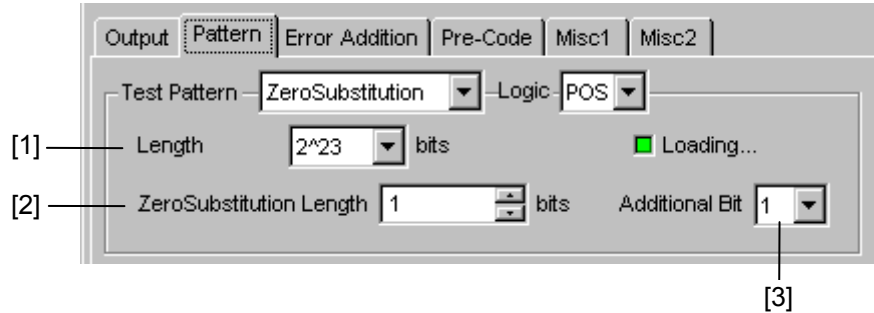 Output Pattern Error Addition Pre-Code Misc1 Misc2
Test Pattern ZeroSubstitution Logic POS
[1] Length 2^23 bits Loading...
[2] ZeroSubstitution Length 1 bits Additional Bit 1
[3]